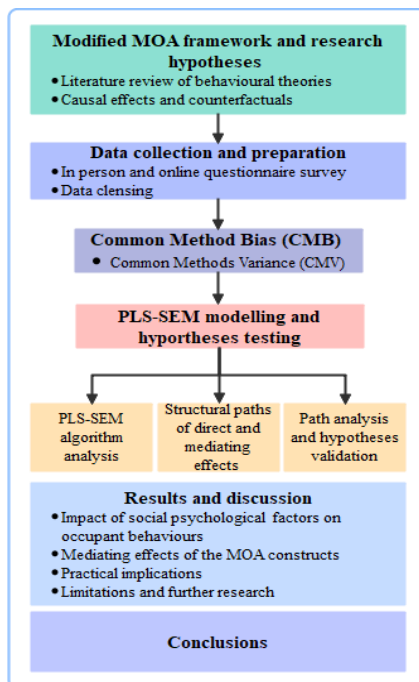 Modified MOA framework and research
hypotheses
• Literature review of behavioural theories
• Causal effects and counterfactuals
Data collection and preparation
• In person and online questionnaire survey
• Data clensing
Common Method Bias (CMB)
• Common Methods Variance (CMV)
PLS-SEM modelling and
hyportheses testing
PLS-SEM
algorithm
analysis
Structural paths
of direct and
mediating
effects
Path analysis
and hypotheses
validation
Results and discussion
• Impact of social psychological factors on
occupant behaviours
• Mediating effects of the MOA constructs
• Practical implications
• Limitations and further research
Conclusions